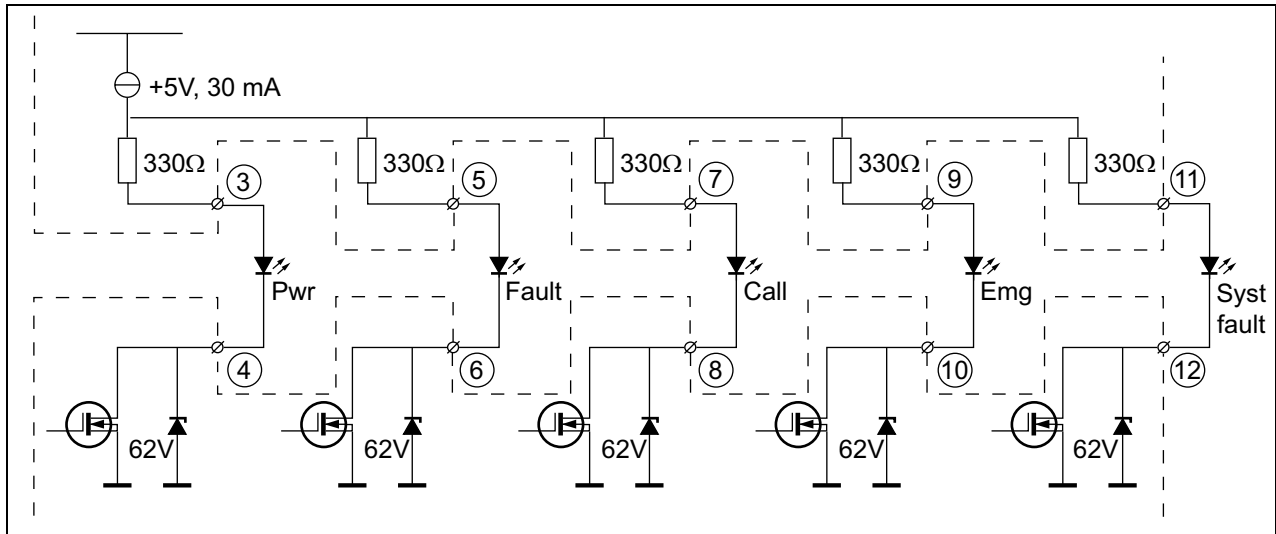 +5V, 30 mA
330Ω 330Ω 330Ω 330Ω 330Ω
3 5 7 9 11
Pwr Fault Call Emg Syst
fault
4 6 8 10 12
62V 62V 62V 62V 62V